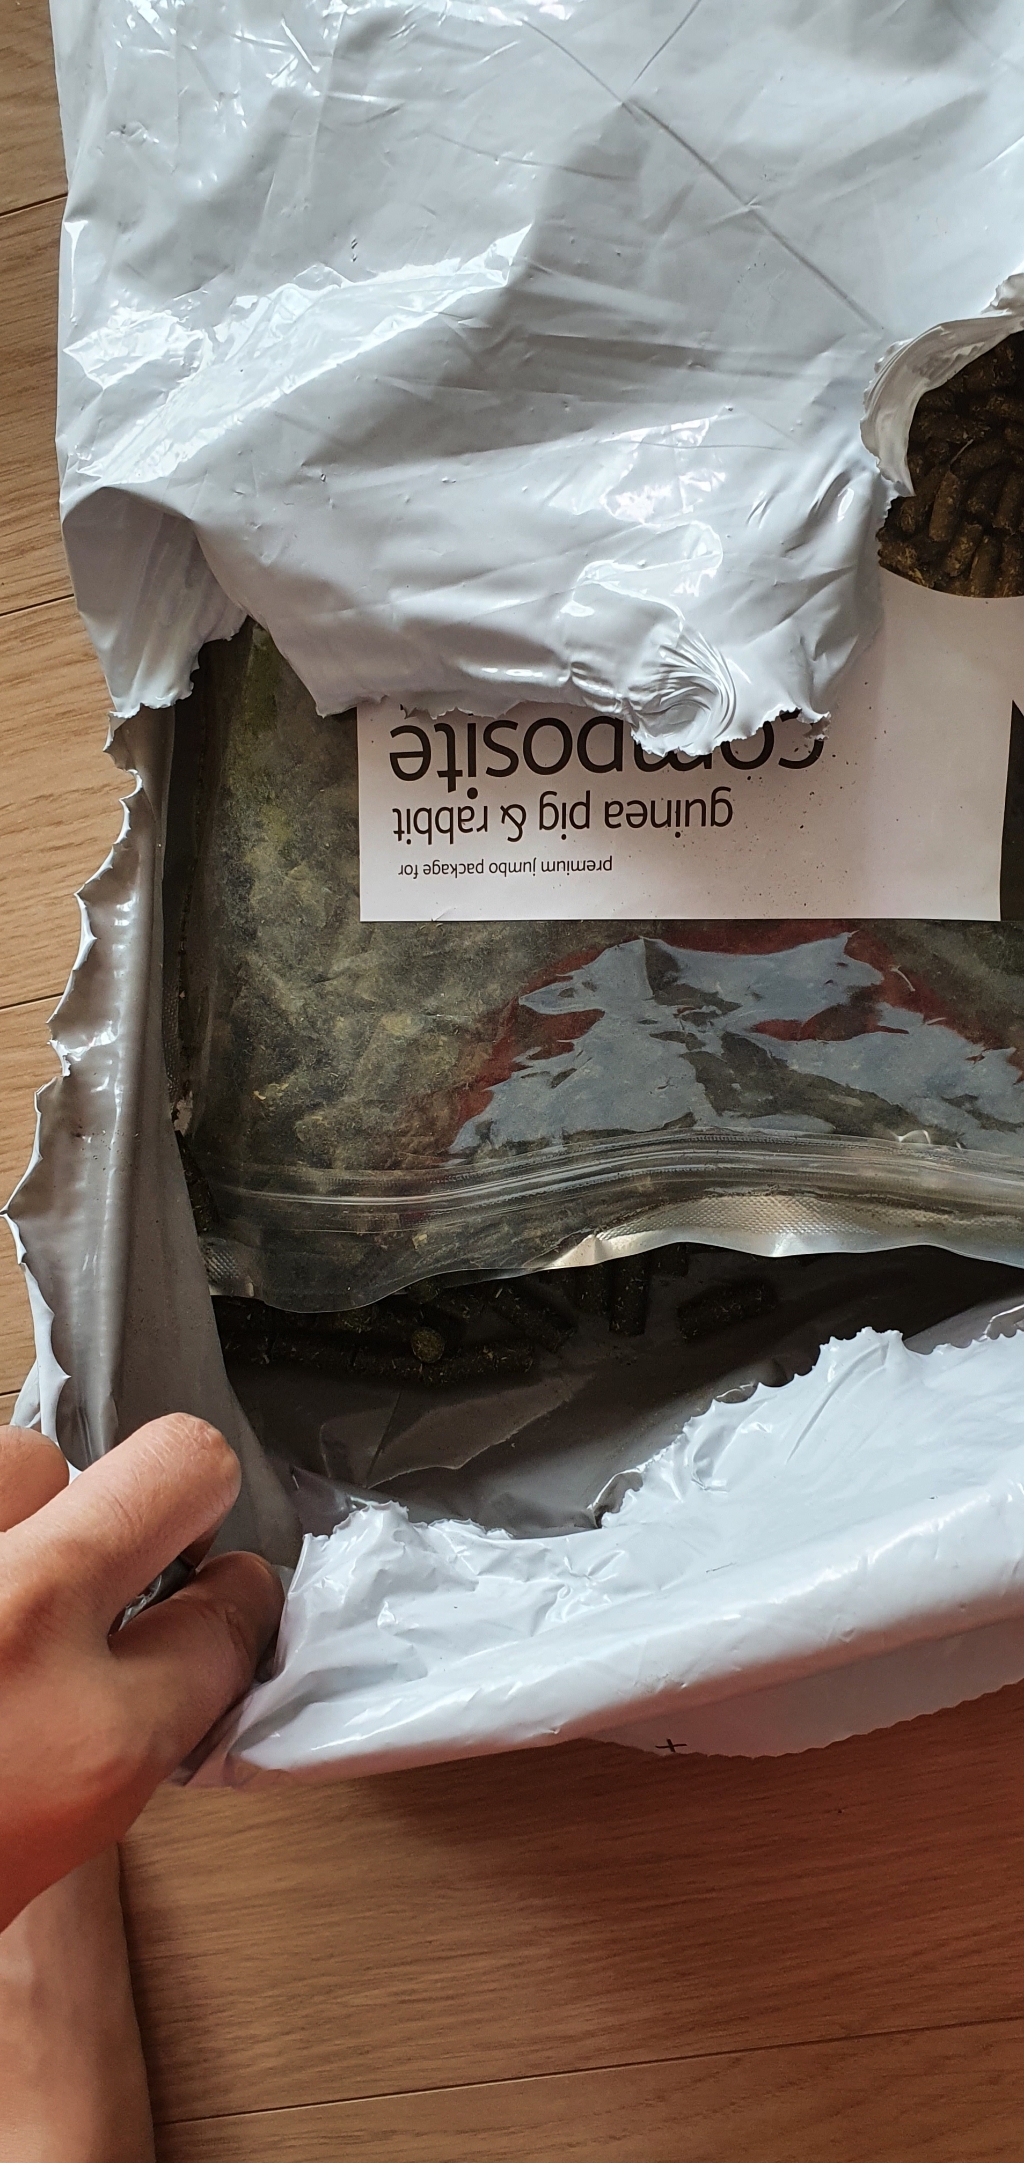 premium jumbo package for
guinea pig & rabbit
composite